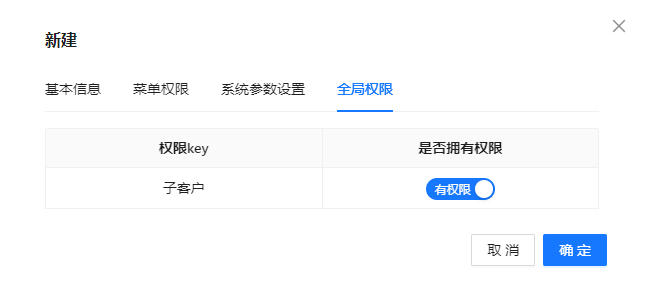 新建
基本信息 菜单权限 系统参数设置 全局权限
权限key 是否拥有权限
子客户 有权限
取 消 确 定